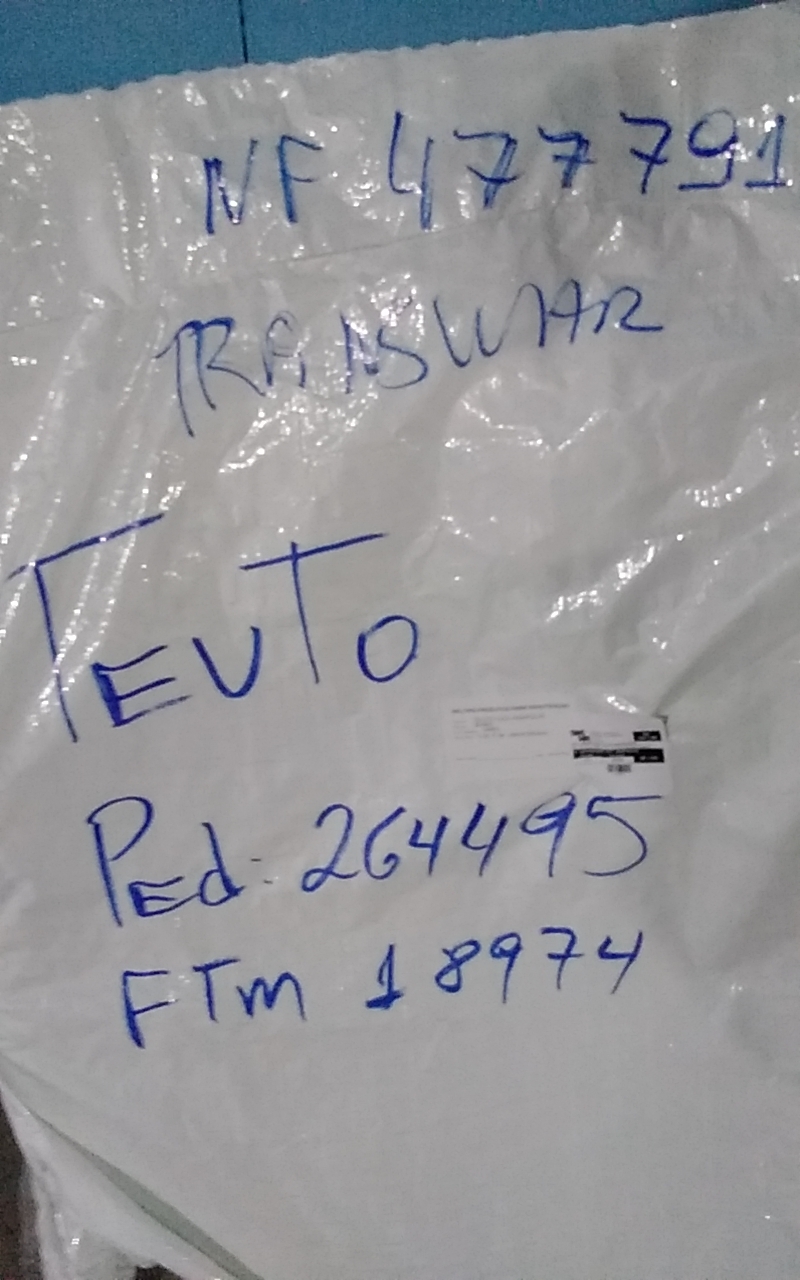 NF 477791
TRANSWAR
TEUTO
PEd: 264495
FTm 18974